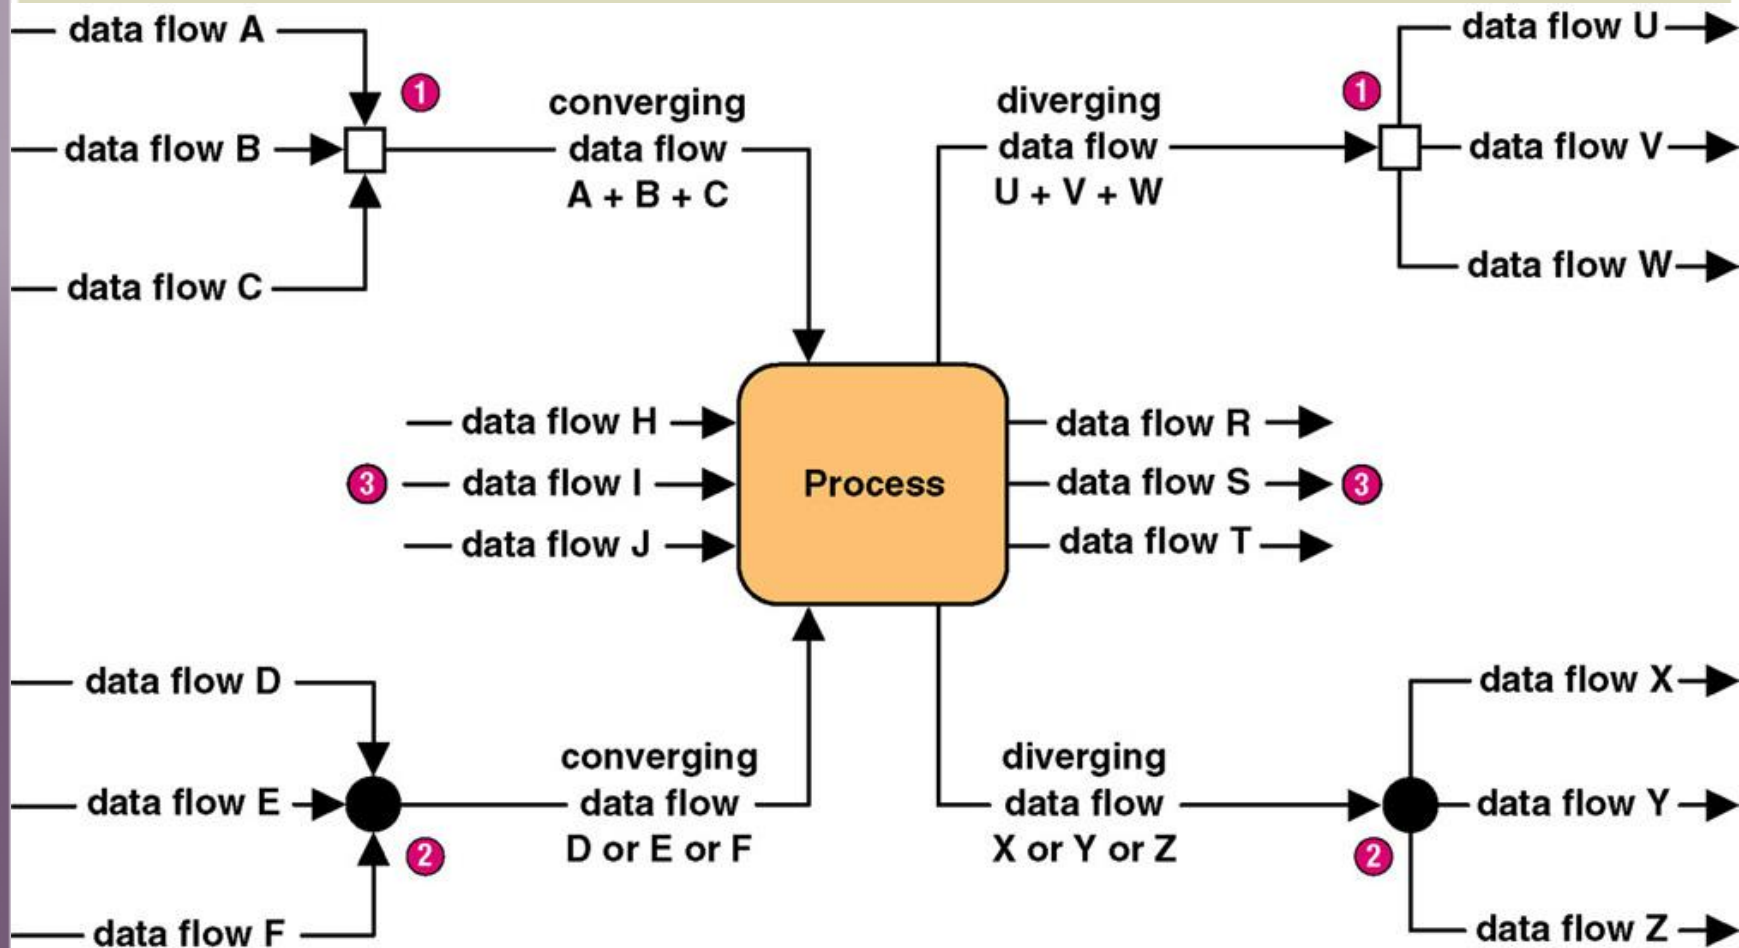 data flow A
data flow B
data flow C
1
converging
data flow
A + B + C
diverging
data flow
U + V + W
1
data flow U
data flow V
data flow W
data flow H
3
data flow I
data flow J
Process
data flow R
data flow S
3
data flow T
data flow D
data flow E
data flow F
2
converging
data flow
D or E or F
diverging
data flow
X or Y or Z
2
data flow X
data flow Y
data flow Z